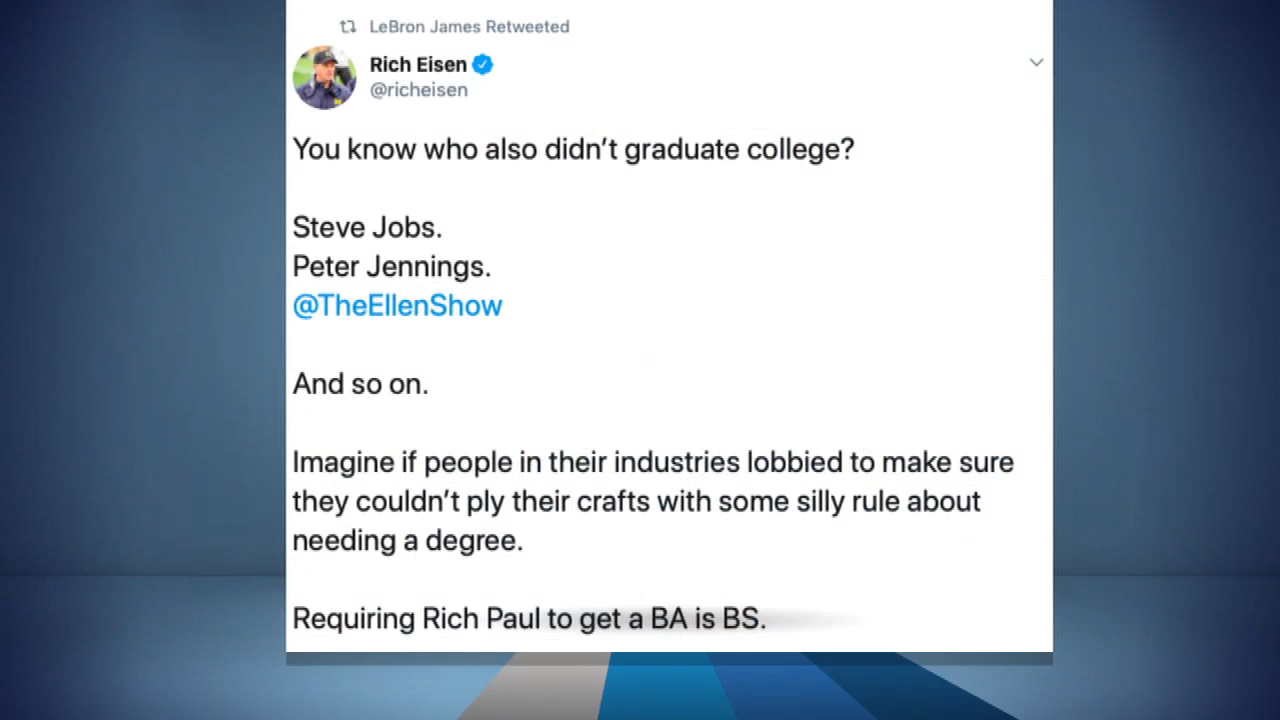 LeBron James Retweeted
Rich Eisen
@richeisen
You know who also didn’t graduate college?
Steve Jobs.
Peter Jennings.
@TheEllenShow
And so on.
Imagine if people in their industries lobbied to make sure
they couldn’t ply their crafts with some silly rule about
needing a degree.
Requiring Rich Paul to get a BA is BS.